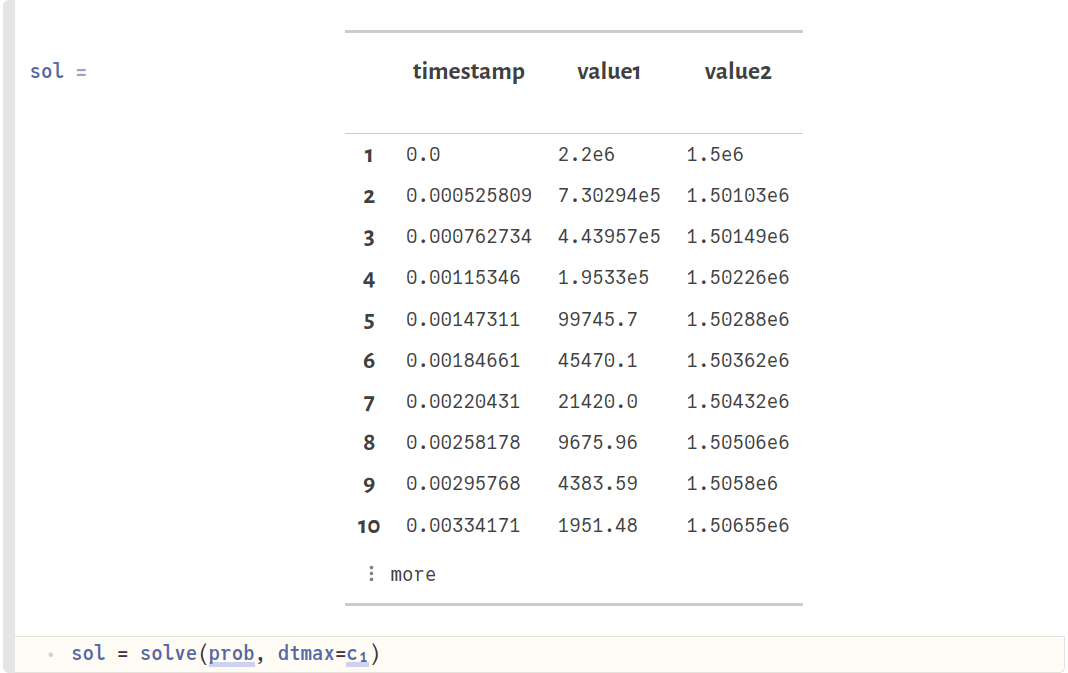 sol =
timestamp value1 value2
1 0.0 2.2e6 1.5e6
2 0.000525809 7.30294e5 1.50103e6
3 0.000762734 4.43957e5 1.50149e6
4 0.00115346 1.9533e5 1.50226e6
5 0.00147311 99745.7 1.50288e6
6 0.00184661 45470.1 1.50362e6
7 0.00220431 21420.0 1.50432e6
8 0.00258178 9675.96 1.50506e6
9 0.00295768 4383.59 1.5058e6
10 0.00334171 1951.48 1.50655e6
⋮ more
sol = solve(prob, dtmax=c₁)